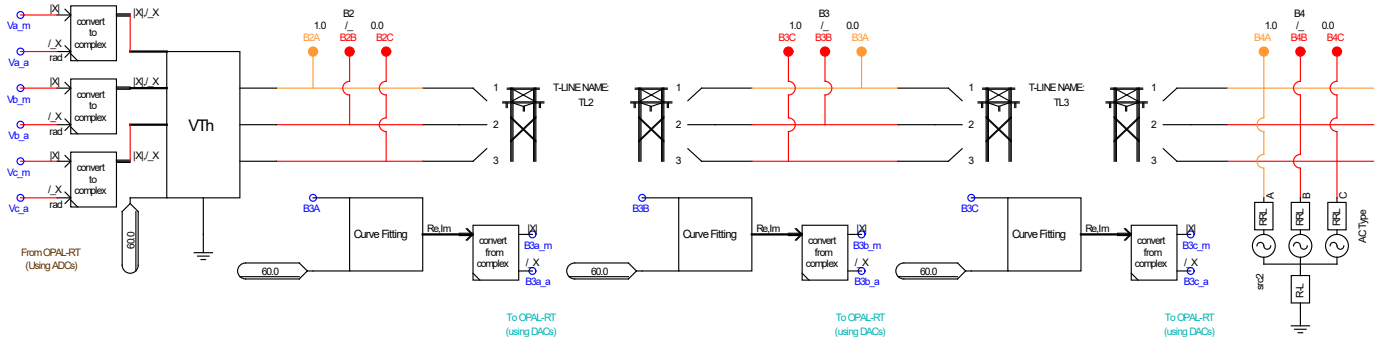 Va_m
|X|
convert
to
complex
|X|,/_X
Va_a
/_X
rad
Vb_m
|X|
convert
to
complex
|X|,/_X
Vb_a
/_X
rad
Vc_m
|X|
convert
to
complex
|X|,/_X
Vc_a
/_X
rad
VTh
60.0
From OPAL-RT
(Using ADCs)
B2
1.0 /_ 0.0
B2A B2B B2C
1
2
3
T-LINE NAME:
TL2
B3
1.0 /_ 0.0
B3C B3B B3A
1
2
3
T-LINE NAME:
TL3
1
2
3
B4
1.0 /_ 0.0
B4A B4B B4C
B3A
Curve Fitting
60.0
Re,Im
convert
from
complex
|X|
B3a_m
/_X
B3a_a
To OPAL-RT
(using DACs)
B3B
Curve Fitting
60.0
Re,Im
convert
from
complex
|X|
B3b_m
/_X
B3b_a
To OPAL-RT
(using DACs)
B3C
Curve Fitting
60.0
Re,Im
convert
from
complex
|X|
B3c_m
/_X
B3c_a
To OPAL-RT
(using DACs)
A B C
RRL RRL RRL
AC Type
src2
R-L
1
2
3